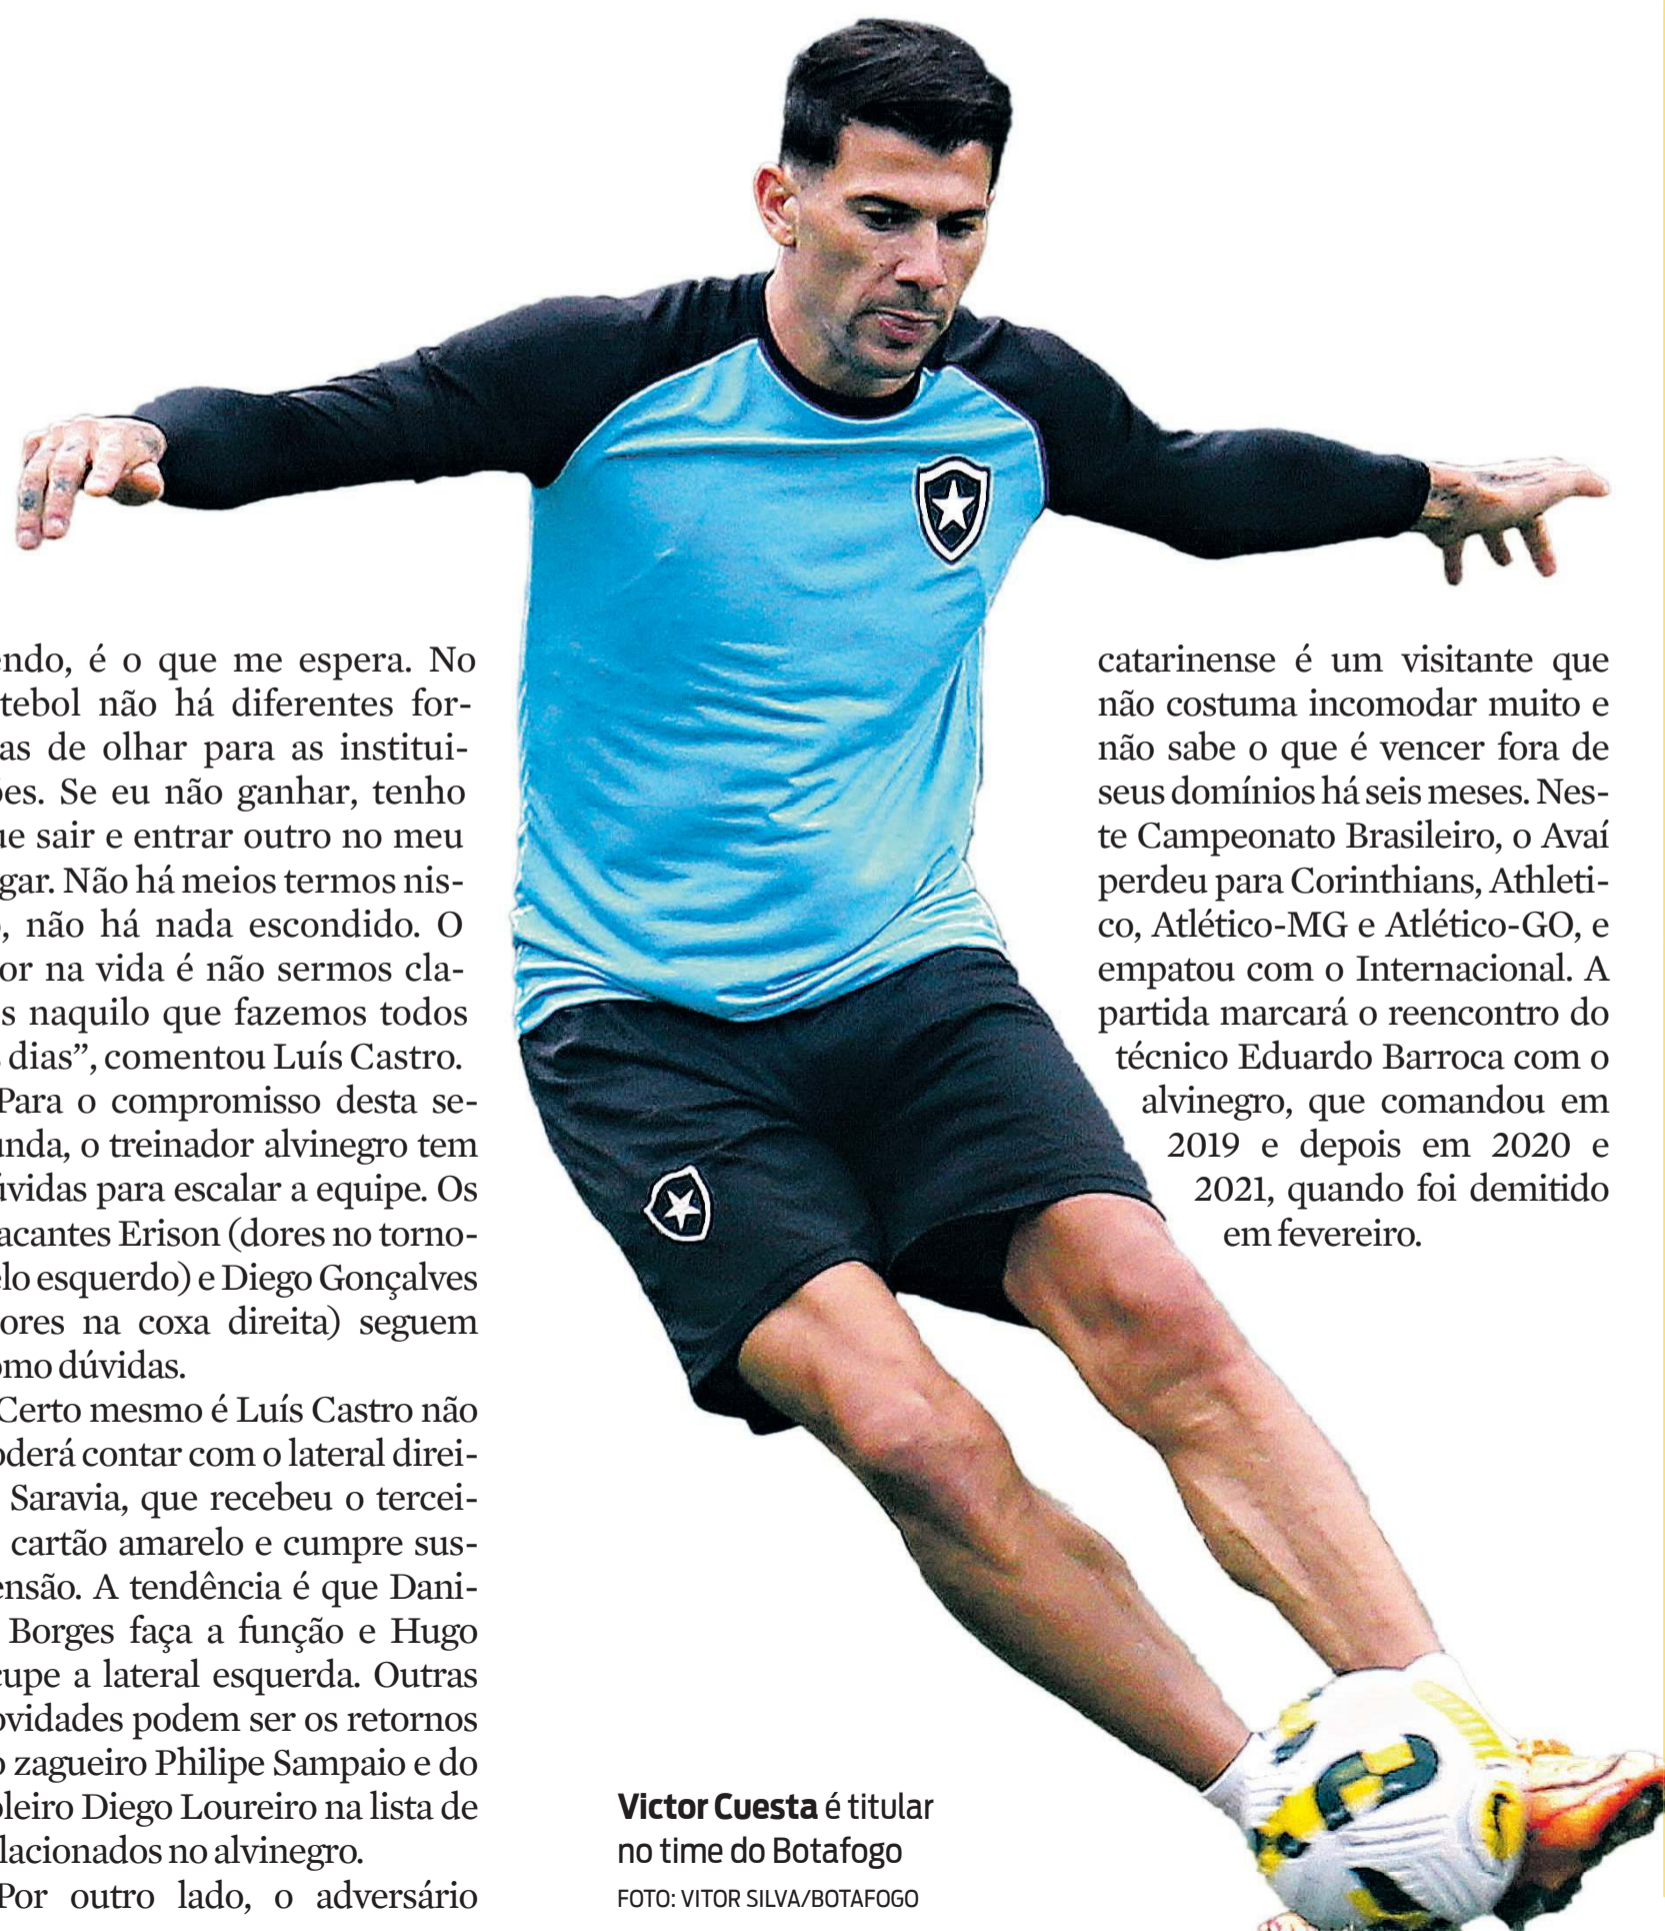 endo, é o que me espera. No
tebol não há diferentes for-
as de olhar para as institui-
ões. Se eu não ganhar, tenho
ue sair e entrar outro no meu
gar. Não há meios termos nis-
o, não há nada escondido. O
or na vida é não sermos cla-
s naquilo que fazemos todos
s dias”, comentou Luís Castro.
Para o compromisso desta se-
unda, o treinador alvinegro tem
úvidas para escalar a equipe. Os
acantes Erison (dores no torno-
elo esquerdo) e Diego Gonçalves
ores na coxa direita) seguem
omo dúvidas.
Certo mesmo é Luís Castro não
oderá contar com o lateral direi-
Saravia, que recebeu o tercei-
cartão amarelo e cumpre sus-
ensão. A tendência é que Dani-
Borges faça a função e Hugo
cupe a lateral esquerda. Outras
ovidades podem ser os retornos
o zagueiro Philipe Sampaio e do
oleiro Diego Loureiro na lista de
lacionados no alvinegro.
Por outro lado, o adversário
catarinense é um visitante que
não costuma incomodar muito e
não sabe o que é vencer fora de
seus domínios há seis meses. Nes-
te Campeonato Brasileiro, o Avaí
perdeu para Corinthians, Athleti-
co, Atlético-MG e Atlético-GO, e
empatou com o Internacional. A
partida marcará o reencontro do
técnico Eduardo Barroca com o
alvinegro, que comandou em
2019 e depois em 2020 e
2021, quando foi demitido
em fevereiro.
Victor Cuesta é titular
no time do Botafogo
FOTO: VITOR SILVA/BOTAFOGO